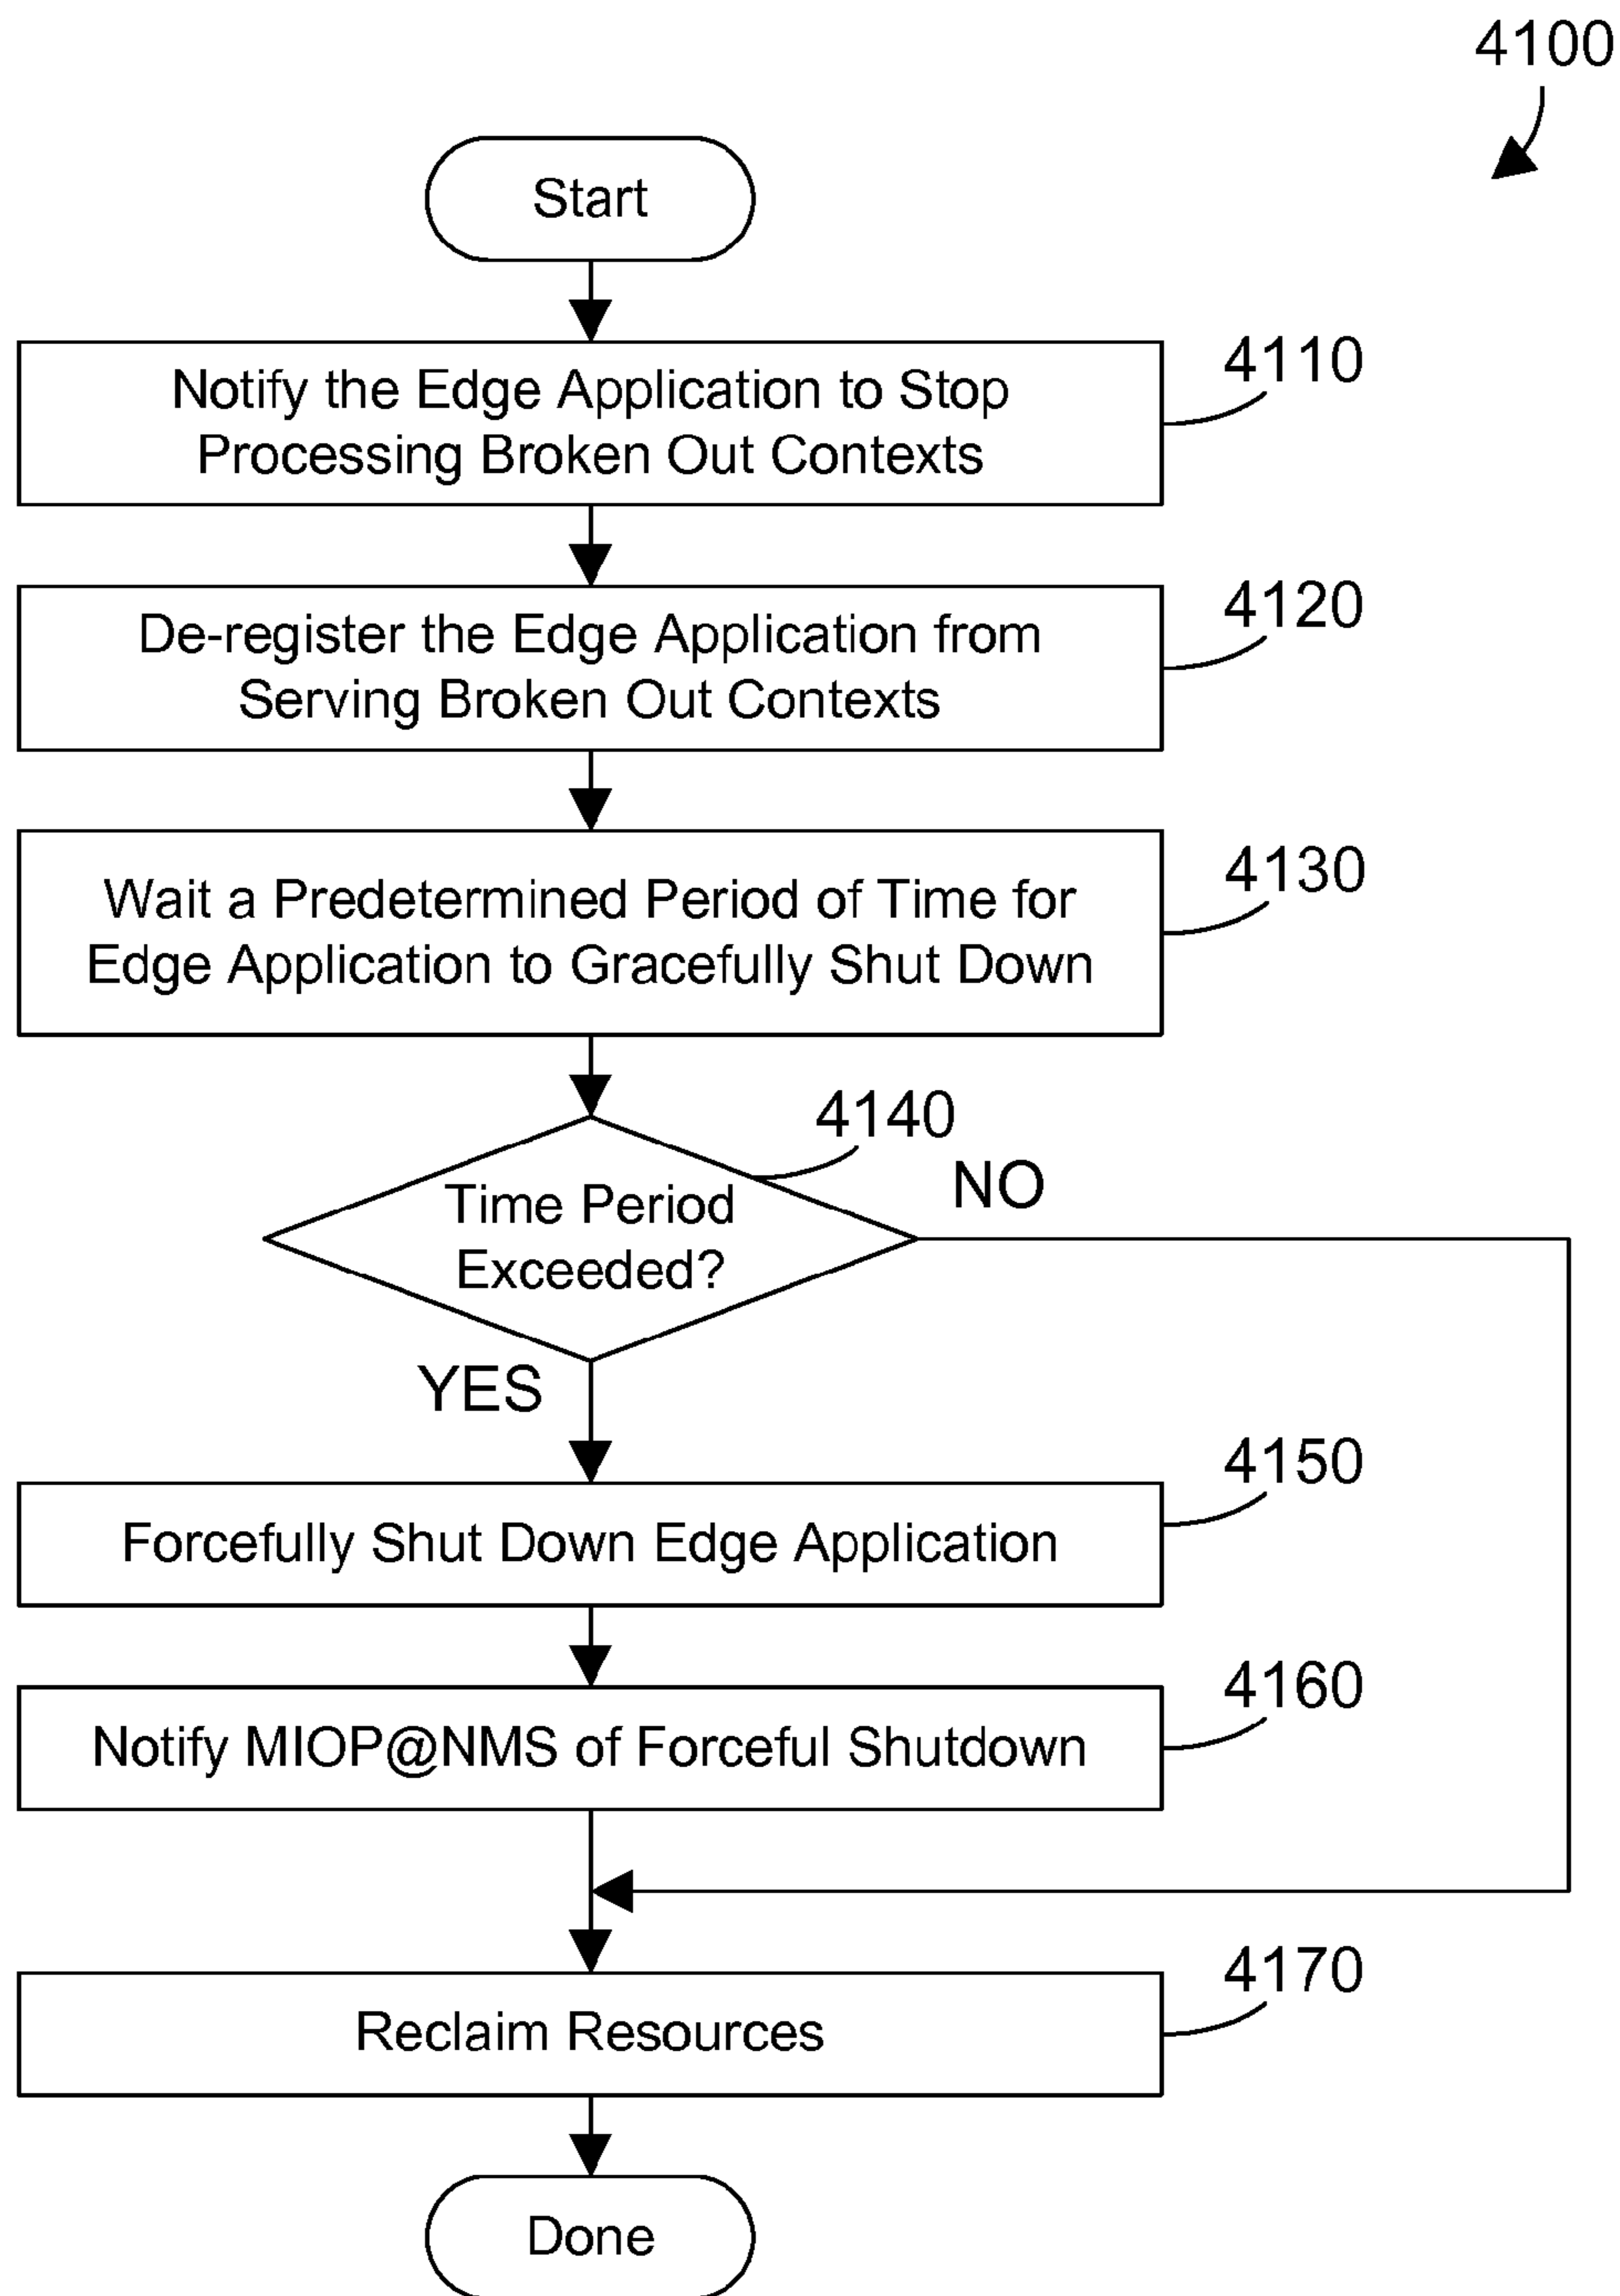 4100
Start
Notify the Edge Application to Stop
Processing Broken Out Contexts
4110
De-register the Edge Application from
Serving Broken Out Contexts
4120
Wait a Predetermined Period of Time for
Edge Application to Gracefully Shut Down
4130
4140
Time Period
Exceeded?
NO
YES
Forcefully Shut Down Edge Application
4150
Notify MIOP@NMS of Forceful Shutdown
4160
Reclaim Resources
4170
Done